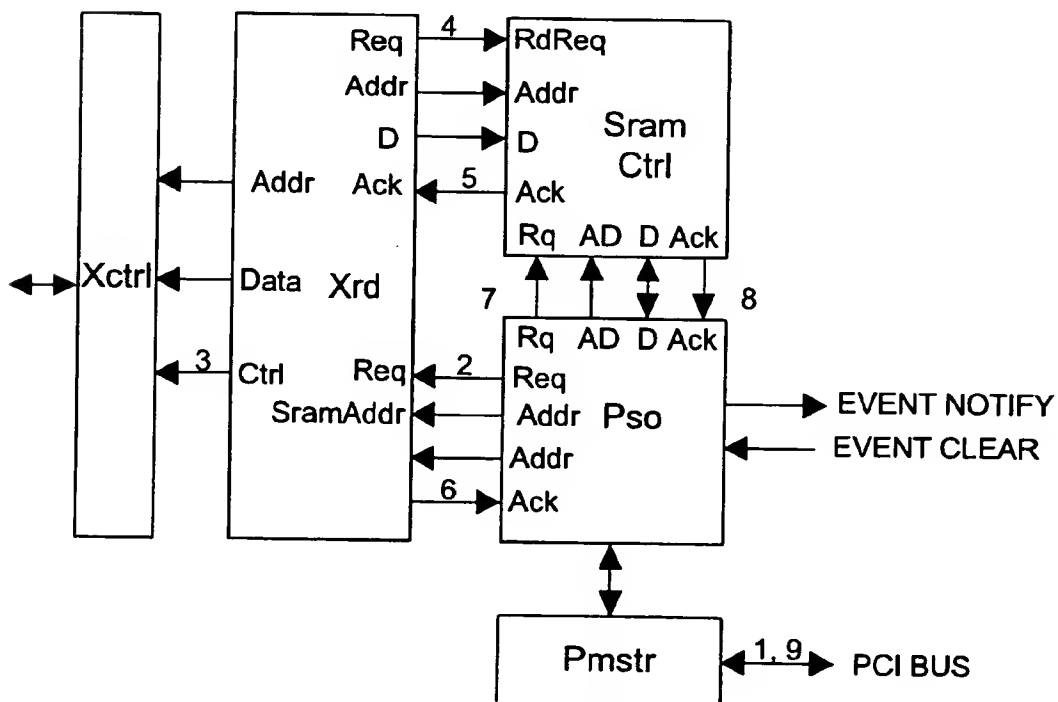 Req 4 RdReq
Addr Addr
D D
Sram
Ctrl
Addr Ack 5 Ack
Rq AD D Ack
Xctrl Data Xrd
7 8
Rq AD D Ack
3 Ctrl Req 2 Req
SramAddr Addr Pso EVENT NOTIFY
Addr EVENT CLEAR
6 Ack
Pmstr 1, 9 PCI BUS